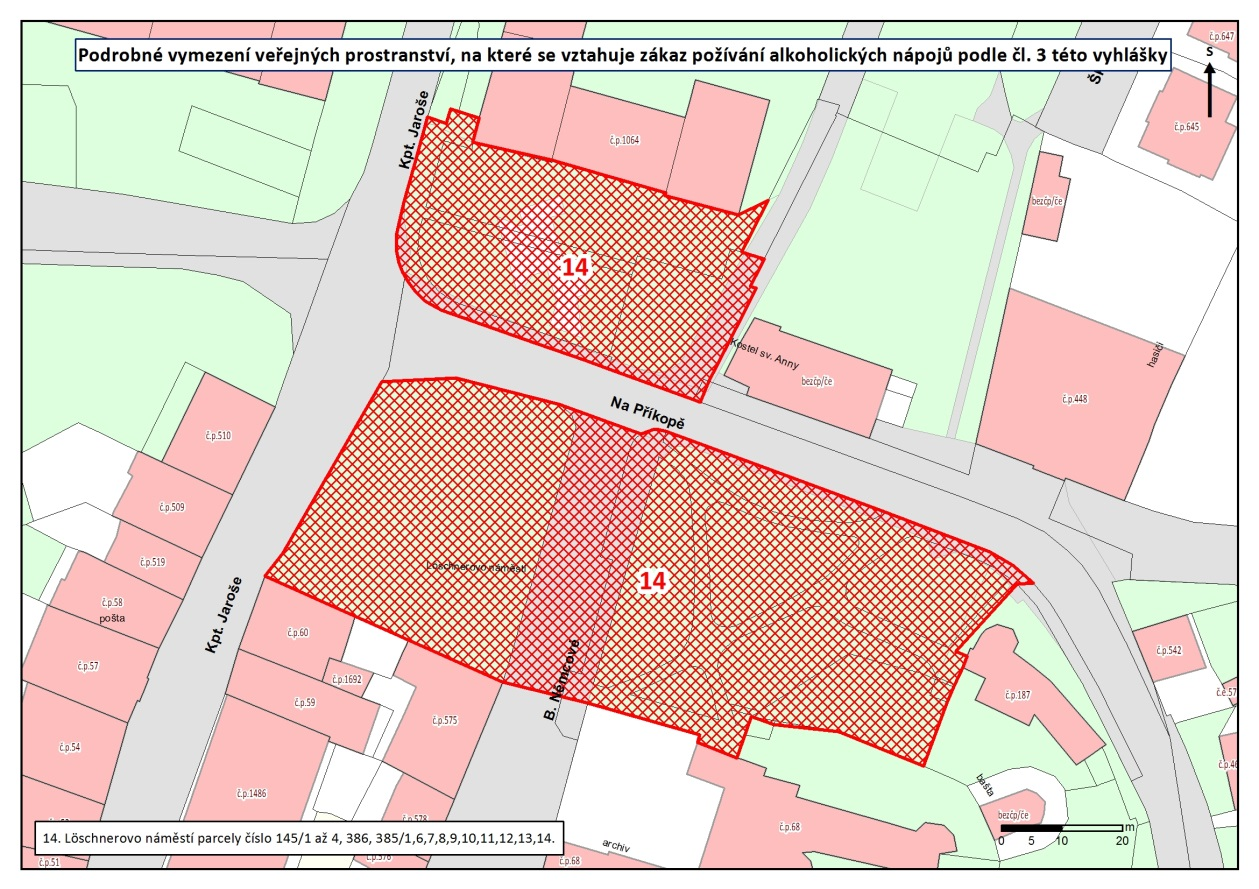 Podrobné vymezení veřejných prostranství, na které se vztahuje zákaz požívání alkoholických nápojů podle čl. 3 této vyhlášky
č.p.647
S
Kpt. Jaroše
č.p.1064
č.p.645
bezčp/če
14
Kostel sv. Anny
bezčp/če
hasiči
č.p.448
Na Příkopě
č.p.510
č.p.509
č.p.519
Löschnerovo náměstí
14
č.p.58
pošta
Kpt. Jaroše
č.p.60
č.p.542
č.p.57
č.p.1692
č.p.59
B. Němcové
č.p.187
č.p.575
č.p.54
bašta
č.p.1486
bezčp/če
č.p.578
č.p.68
14. Löschnerovo náměstí parcely číslo 145/1 až 4, 386, 385/1,6,7,8,9,10,11,12,13,14.
archiv
0 5 10 20 m
č.p.51
č.p.576
č.p.68